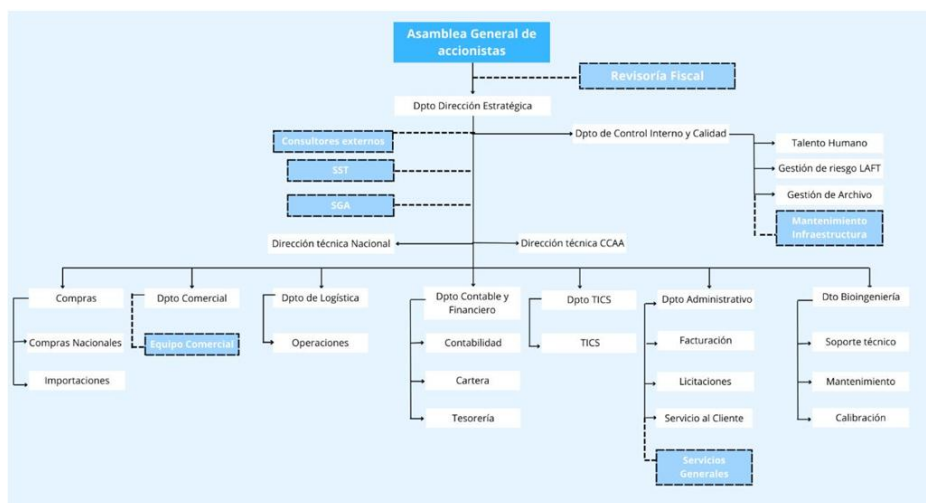 Asamblea General de
accionistas
Revisoría Fiscal
Dpto Dirección Estratégica
Consultores externos
Dpto de Control Interno y Calidad
Talento Humano
SST
Gestión de riesgo LAFT
SGA
Gestión de Archivo
Mantenimiento
Infraestructura
Dirección técnica Nacional
Dirección técnica CCAA
Compras
Dpto Comercial
Dpto de Logística
Dpto Contable y
Financiero
Dpto TICS
Dpto Administrativo
Dto Bioingeniería
Compras Nacionales
Equipo Comercial
Operaciones
Contabilidad
TICS
Facturación
Soporte técnico
Importaciones
Cartera
Licitaciones
Mantenimiento
Tesorería
Servicio al Cliente
Calibración
Servicios
Generales